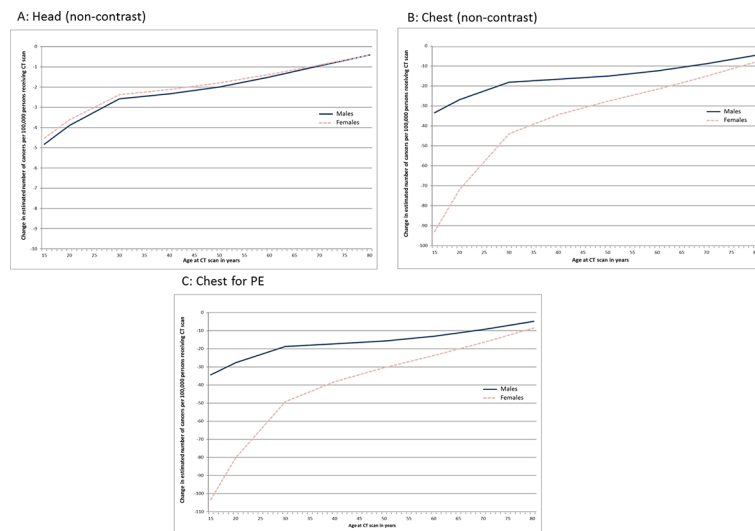 A: Head (non-contrast)
Change in estimated number of cancers per 100,000 persons receiving CT scan
0
-1
-2
-3
-4
-5
-6
-7
-8
-9
-10
Males
Females
15 20 25 30 35 40 45 50 55 60 65 70 75 80
Age at CT scan in years
B: Chest (non-contrast)
Change in estimated number of cancers per 100,000 persons receiving CT scan
0
-10
-20
-30
-40
-50
-60
-70
-80
-90
-100
Males
Females
15 20 25 30 35 40 45 50 55 60 65 70 75
Age at CT scan in years
C: Chest for PE
Change in estimated number of cancers per 100,000 persons receiving CT scan
0
-10
-20
-30
-40
-50
-60
-70
-80
-90
-100
-110
Males
Females
15 20 25 30 35 40 45 50 55 60 65 70 75 80
Age at CT scan in years